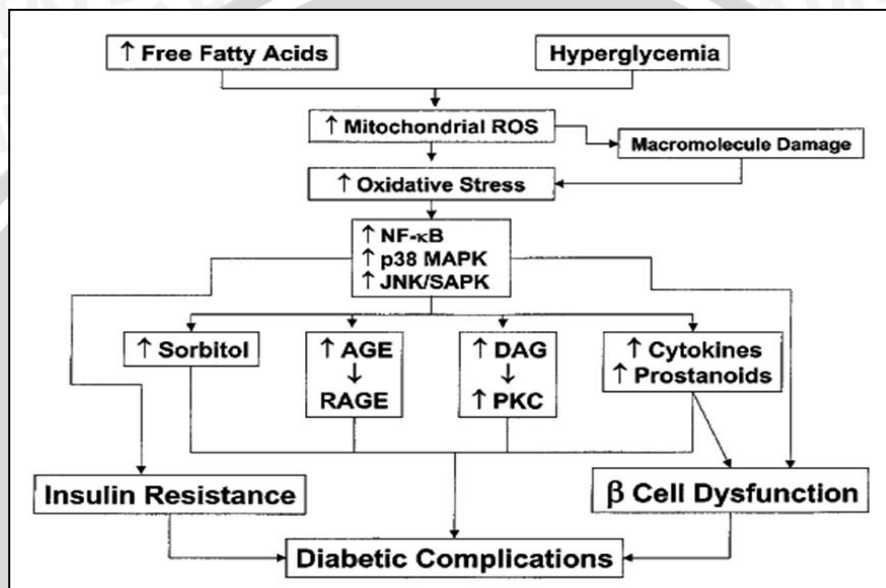 ↑ Free Fatty Acids
Hyperglycemia
↑ Mitochondrial ROS
Macromolecule Damage
↑ Oxidative Stress
↑ NF-κB
↑ p38 MAPK
↑ JNK/SAPK
↑ Sorbitol
↑ AGE
↓
RAGE
↑ DAG
↓
↑ PKC
↑ Cytokines
↑ Prostanoids
Insulin Resistance
β Cell Dysfunction
Diabetic Complications